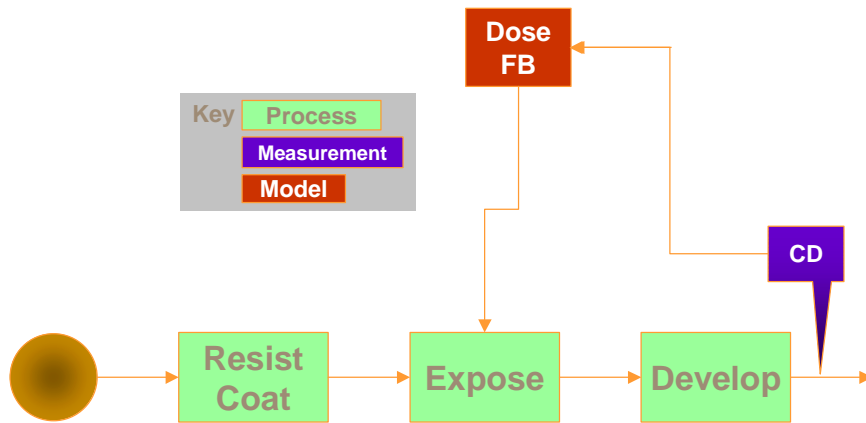 Dose
FB
Key
Process
Measurement
Model
CD
Resist
Coat
Expose
Develop